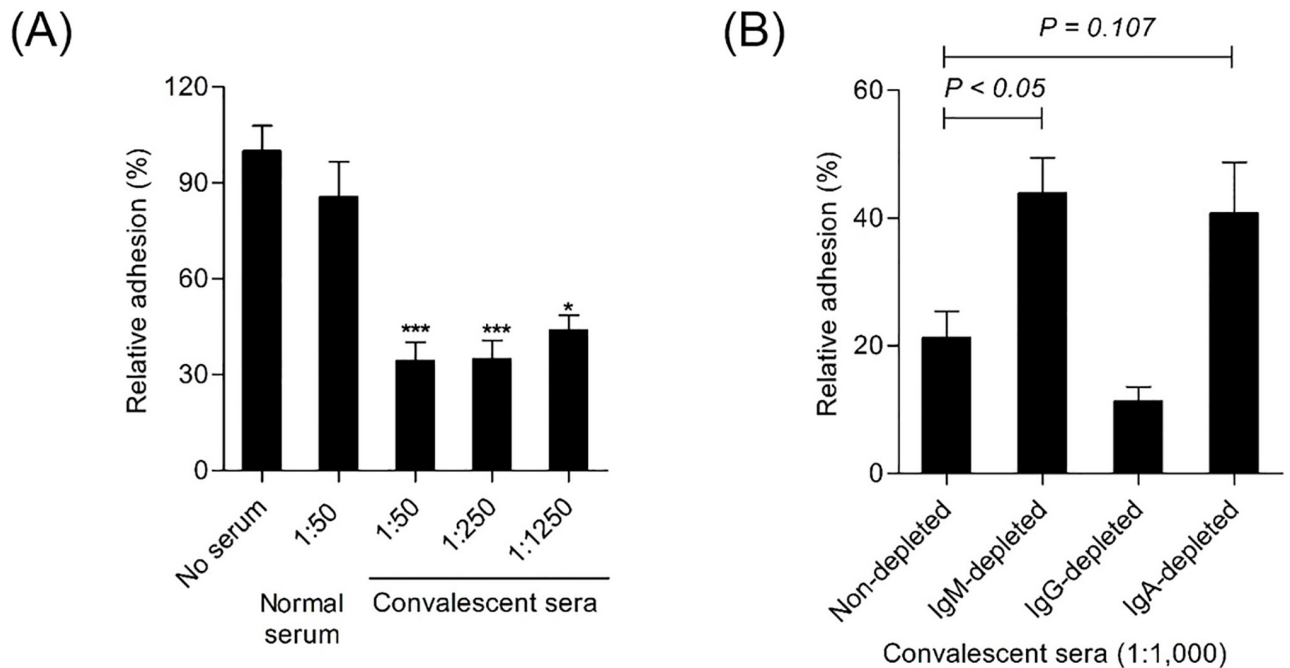 (A)
Relative adhesion (%)
120
90
60
30
0
No serum
1:50
1:50
1:250
1:1250
***
***
*
Normal
serum
Convalescent sera
(B)
P = 0.107
P < 0.05
Relative adhesion (%)
60
40
20
0
Non-depleted
IgM-depleted
IgG-depleted
IgA-depleted
Convalescent sera (1:1,000)